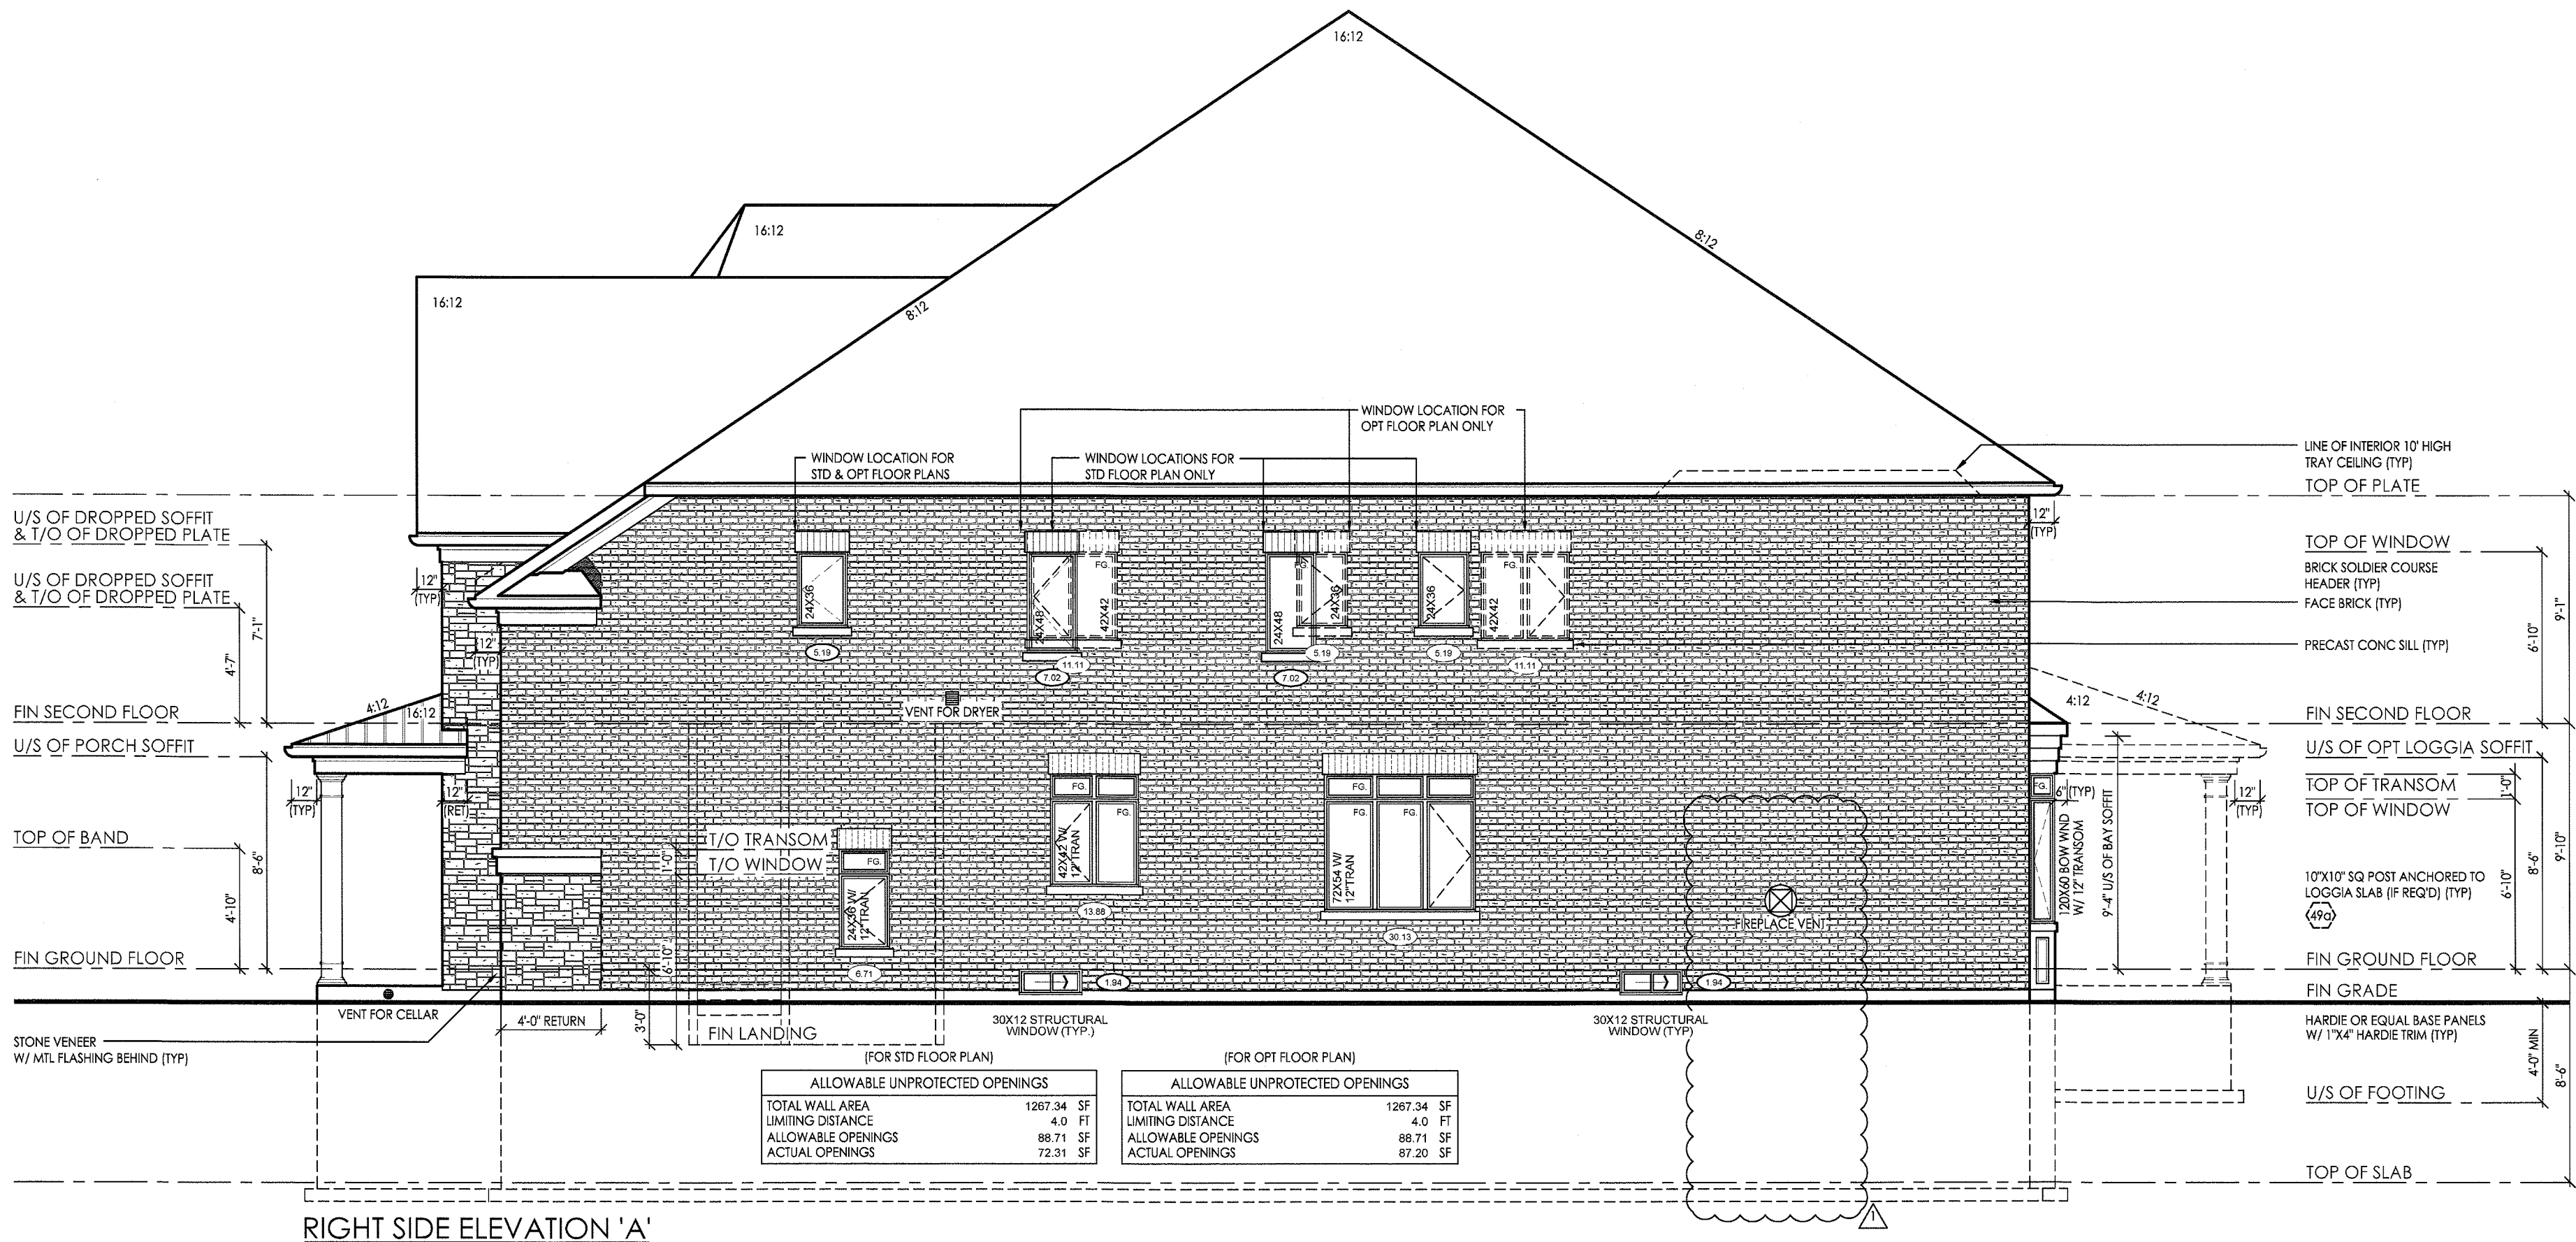 16:12
16:12
16:12
8:12
8:12
WINDOW LOCATION FOR
OPT FLOOR PLAN ONLY
WINDOW LOCATION FOR
STD & OPT FLOOR PLANS
WINDOW LOCATIONS FOR
STD FLOOR PLAN ONLY
LINE OF INTERIOR 10' HIGH
TRAY CEILING (TYP)
TOP OF PLATE
U/S OF DROPPED SOFFIT
& T/O OF DROPPED PLATE
U/S OF DROPPED SOFFIT
& T/O OF DROPPED PLATE
FIN SECOND FLOOR
U/S OF PORCH SOFFIT
TOP OF BAND
FIN GROUND FLOOR
7'-1"
4'-7"
8'-6"
4'-10"
12"
(TYP)
12"
(TYP)
4:12
16:12
12"
(TYP)
12"
(RET)
24X36
5.19
24X48
FG.
42X42
11.11
7.02
24X48
FG.
24X36
5.19
7.02
24X36
5.19
FG.
42X42
11.11
VENT FOR DRYER
T/O TRANSOM
T/O WINDOW
1'-0"
6'-10"
3'-0"
FG.
24X36 W/
12"TRAN
6.71
FG.
FG.
42X42 W/
12"TRAN
13.88
FG.
FG.
FG.
72X54 W/
12"TRAN
30.13
FIREPLACE VENT
1.94
1.94
12"
(TYP)
TOP OF WINDOW
BRICK SOLDIER COURSE
HEADER (TYP)
FACE BRICK (TYP)
PRECAST CONC SILL (TYP)
6'-10"
9'-1"
4:12
4:12
FIN SECOND FLOOR
U/S OF OPT LOGGIA SOFFIT
TOP OF TRANSOM
TOP OF WINDOW
FG.
6" (TYP)
12"
(TYP)
120X60 BOW WND
W/ 12" TRANSOM
9'-4" U/S OF BAY SOFFIT
1'-0"
6'-10"
8'-6"
9'-10"
10"X10" SQ POST ANCHORED TO
LOGGIA SLAB (IF REQ'D) (TYP)
49a
FIN GROUND FLOOR
FIN GRADE
HARDIE OR EQUAL BASE PANELS
W/ 1"X4" HARDIE TRIM (TYP)
4'-0" MIN
8'-6"
U/S OF FOOTING
TOP OF SLAB
VENT FOR CELLAR
STONE VENEER
W/ MTL FLASHING BEHIND (TYP)
4'-0" RETURN
FIN LANDING
30X12 STRUCTURAL
WINDOW (TYP.)
30X12 STRUCTURAL
WINDOW (TYP)
(FOR STD FLOOR PLAN)
ALLOWABLE UNPROTECTED OPENINGS
TOTAL WALL AREA 1267.34 SF
LIMITING DISTANCE 4.0 FT
ALLOWABLE OPENINGS 88.71 SF
ACTUAL OPENINGS 72.31 SF
(FOR OPT FLOOR PLAN)
ALLOWABLE UNPROTECTED OPENINGS
TOTAL WALL AREA 1267.34 SF
LIMITING DISTANCE 4.0 FT
ALLOWABLE OPENINGS 88.71 SF
ACTUAL OPENINGS 87.20 SF
1
RIGHT SIDE ELEVATION 'A'